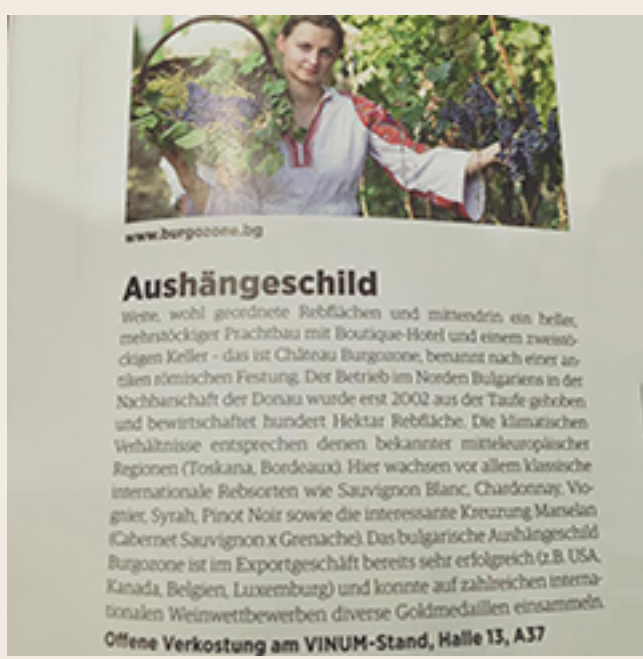 www.burgozone.bg
Aushängeschild
Weite, wohl geordnete Rebflächen und mittendrin ein heller,
mehrstöckiger Prachtbau mit Boutique-Hotel und einem zweistö-
ckigen Keller - das ist Château Burgozone, benannt nach einer an-
tiken römischen Festung. Der Betrieb im Norden Bulgariens in der
Nachbarschaft der Donau wurde erst 2002 aus der Taufe gehoben
und bewirtschaftet hundert Hektar Rebfläche. Die klimatischen
Verhältnisse entsprechen denen bekannter mitteleuropäischer
Regionen (Toskana, Bordeaux). Hier wachsen vor allem klassische
internationale Rebsorten wie Sauvignon Blanc, Chardonnay, Vio-
gnier, Syrah, Pinot Noir sowie die interessante Kreuzung Marselan
(Cabernet Sauvignon x Grenache). Das bulgarische Aushängeschild
Burgozone ist im Exportgeschäft bereits sehr erfolgreich (z.B. USA,
Kanada, Belgien, Luxemburg) und konnte auf zahlreichen interna-
tionalen Weinwettbewerben diverse Goldmedaillen einsammeln.
Offene Verkostung am VINUM-Stand, Halle 13, A37